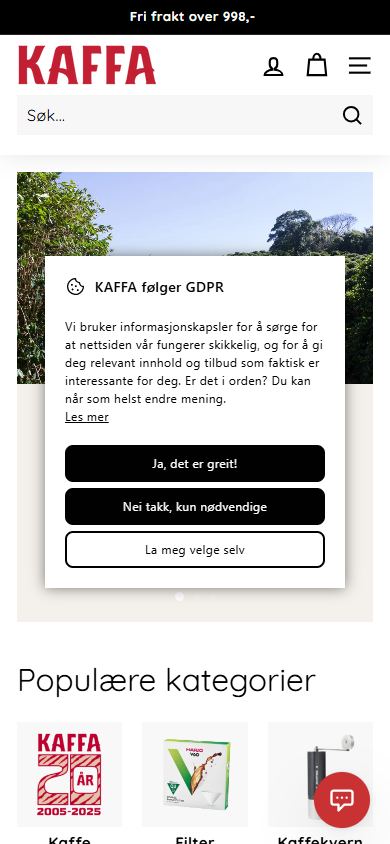 Fri frakt over 998,-
KAFFA
Søk...
KAFFA følger GDPR
Vi bruker informasjonskapsler for å sørge for
at nettsiden vår fungerer skikkelig, og for å gi
deg relevant innhold og tilbud som faktisk er
interessante for deg. Er det i orden? Du kan
når som helst endre mening.
Les mer
Ja, det er greit!
Nei takk, kun nødvendige
La meg velge selv
Populære kategorier
KAFFA
20 ÅR
2005-2025
HARIO
V60
Kaffe
Filter
Kaffekvern